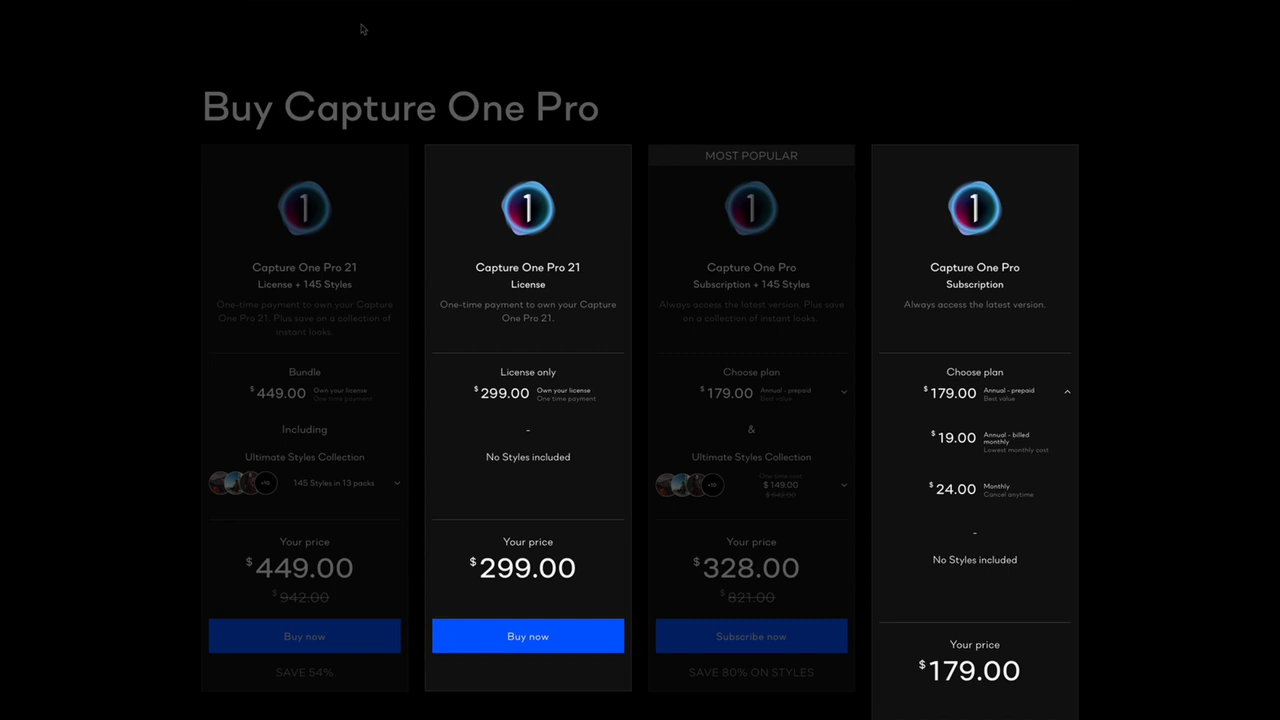 Buy Capture One Pro
1
Capture One Pro 21
License + 145 Styles
One-time payment to own your Capture
One Pro 21. Plus save on a collection of
instant looks.
Bundle
$449.00
Own your license
One time payment
Including
Ultimate Styles Collection
+10
145 Styles in 13 packs
Your price
$449.00
$942.00
Buy now
SAVE 54%
1
Capture One Pro 21
License
One-time payment to own your Capture
One Pro 21.
License only
$299.00
Own your license
One time payment
-
No Styles included
Your price
$299.00
Buy now
MOST POPULAR
1
Capture One Pro
Subscription + 145 Styles
Always access the latest version. Plus save
on a collection of instant looks.
Choose plan
$179.00
Annual - prepaid
Best value
&
Ultimate Styles Collection
+10
One time cost
$149.00
$642.00
Your price
$328.00
$821.00
Subscribe now
SAVE 80% ON STYLES
1
Capture One Pro
Subscription
Always access the latest version.
Choose plan
$179.00
Annual - prepaid
Best value
$19.00
Annual - billed
monthly
Lowest monthly cost
$24.00
Monthly
Cancel anytime
-
No Styles included
Your price
$179.00